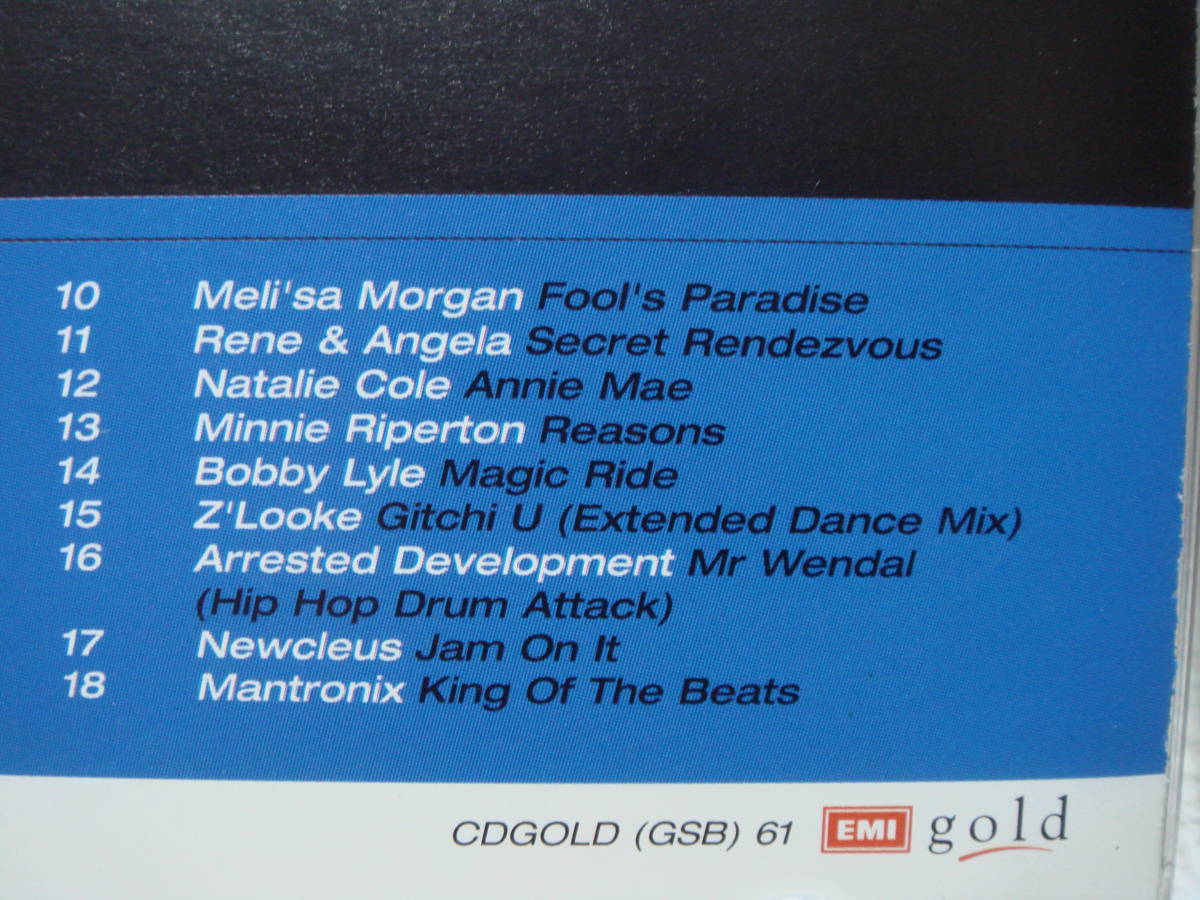 10 Meli'sa Morgan Fool's Paradise
11 Rene & Angela Secret Rendezvous
12 Natalie Cole Annie Mae
13 Minnie Riperton Reasons
14 Bobby Lyle Magic Ride
15 Z'Looke Gitchi U (Extended Dance Mix)
16 Arrested Development Mr Wendal
(Hip Hop Drum Attack)
17 Newcleus Jam On It
18 Mantronix King Of The Beats
CDGOLD (GSB) 61 EMI gold